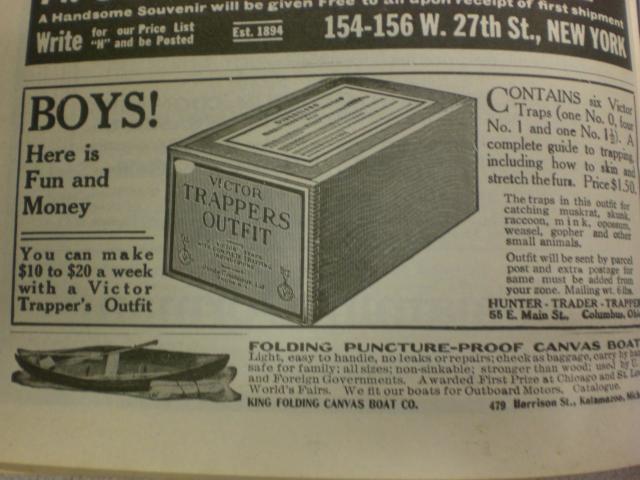 A Handsome Souvenir will be given Free to all upon receipt of first shipment
Write for our Price List "H" and be Posted
Est. 1894
154-156 W. 27th St., NEW YORK
BOYS!
Here is
Fun and
Money
You can make
$10 to $20 a week
with a Victor
Trapper's Outfit
VICTOR
TRAPPERS
OUTFIT
VICTOR TRAPS
WITH COMPLETE TRAPPING
INSTRUCTIONS
CONTAINS six Victor
Traps (one No. 0, four
No. 1 and one No. 1½). A
complete guide to trapping
including how to skin and
stretch the furs. Price $1.50.
The traps in this outfit for
catching muskrat, skunk,
raccoon, mink, opossum,
weasel, gopher and other
small animals.
Outfit will be sent by parcel
post and extra postage for
same must be added from
your zone. Mailing wt. 6 lbs.
HUNTER - TRADER - TRAPPER
55 E. Main St., Columbus, Ohio
FOLDING PUNCTURE-PROOF CANVAS BOAT
Light, easy to handle, no leaks or repairs; check as baggage, carry by hand
safe for family; all sizes; non-sinkable; stronger than wood; used by U.
and Foreign Governments. Awarded First Prize at Chicago and St. Lou
World's Fairs. We fit our boats for Outboard Motors. Catalogue.
KING FOLDING CANVAS BOAT CO. 479 Harrison St., Kalamazoo, Mich